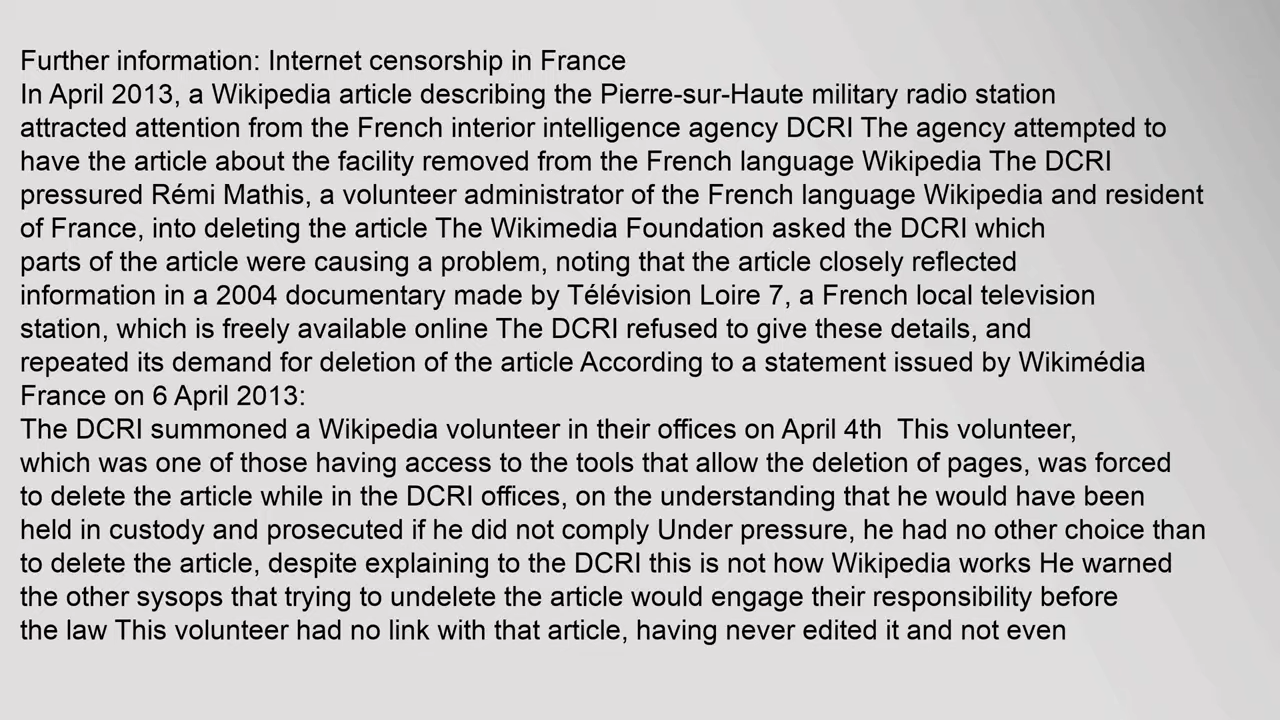 Further information: Internet censorship in France
In April 2013, a Wikipedia article describing the Pierre-sur-Haute military radio station
attracted attention from the French interior intelligence agency DCRI The agency attempted to
have the article about the facility removed from the French language Wikipedia The DCRI
pressured Rémi Mathis, a volunteer administrator of the French language Wikipedia and resident
of France, into deleting the article The Wikimedia Foundation asked the DCRI which
parts of the article were causing a problem, noting that the article closely reflected
information in a 2004 documentary made by Télévision Loire 7, a French local television
station, which is freely available online The DCRI refused to give these details, and
repeated its demand for deletion of the article According to a statement issued by Wikimédia
France on 6 April 2013:
The DCRI summoned a Wikipedia volunteer in their offices on April 4th  This volunteer,
which was one of those having access to the tools that allow the deletion of pages, was forced
to delete the article while in the DCRI offices, on the understanding that he would have been
held in custody and prosecuted if he did not comply Under pressure, he had no other choice than
to delete the article, despite explaining to the DCRI this is not how Wikipedia works He warned
the other sysops that trying to undelete the article would engage their responsibility before
the law This volunteer had no link with that article, having never edited it and not even